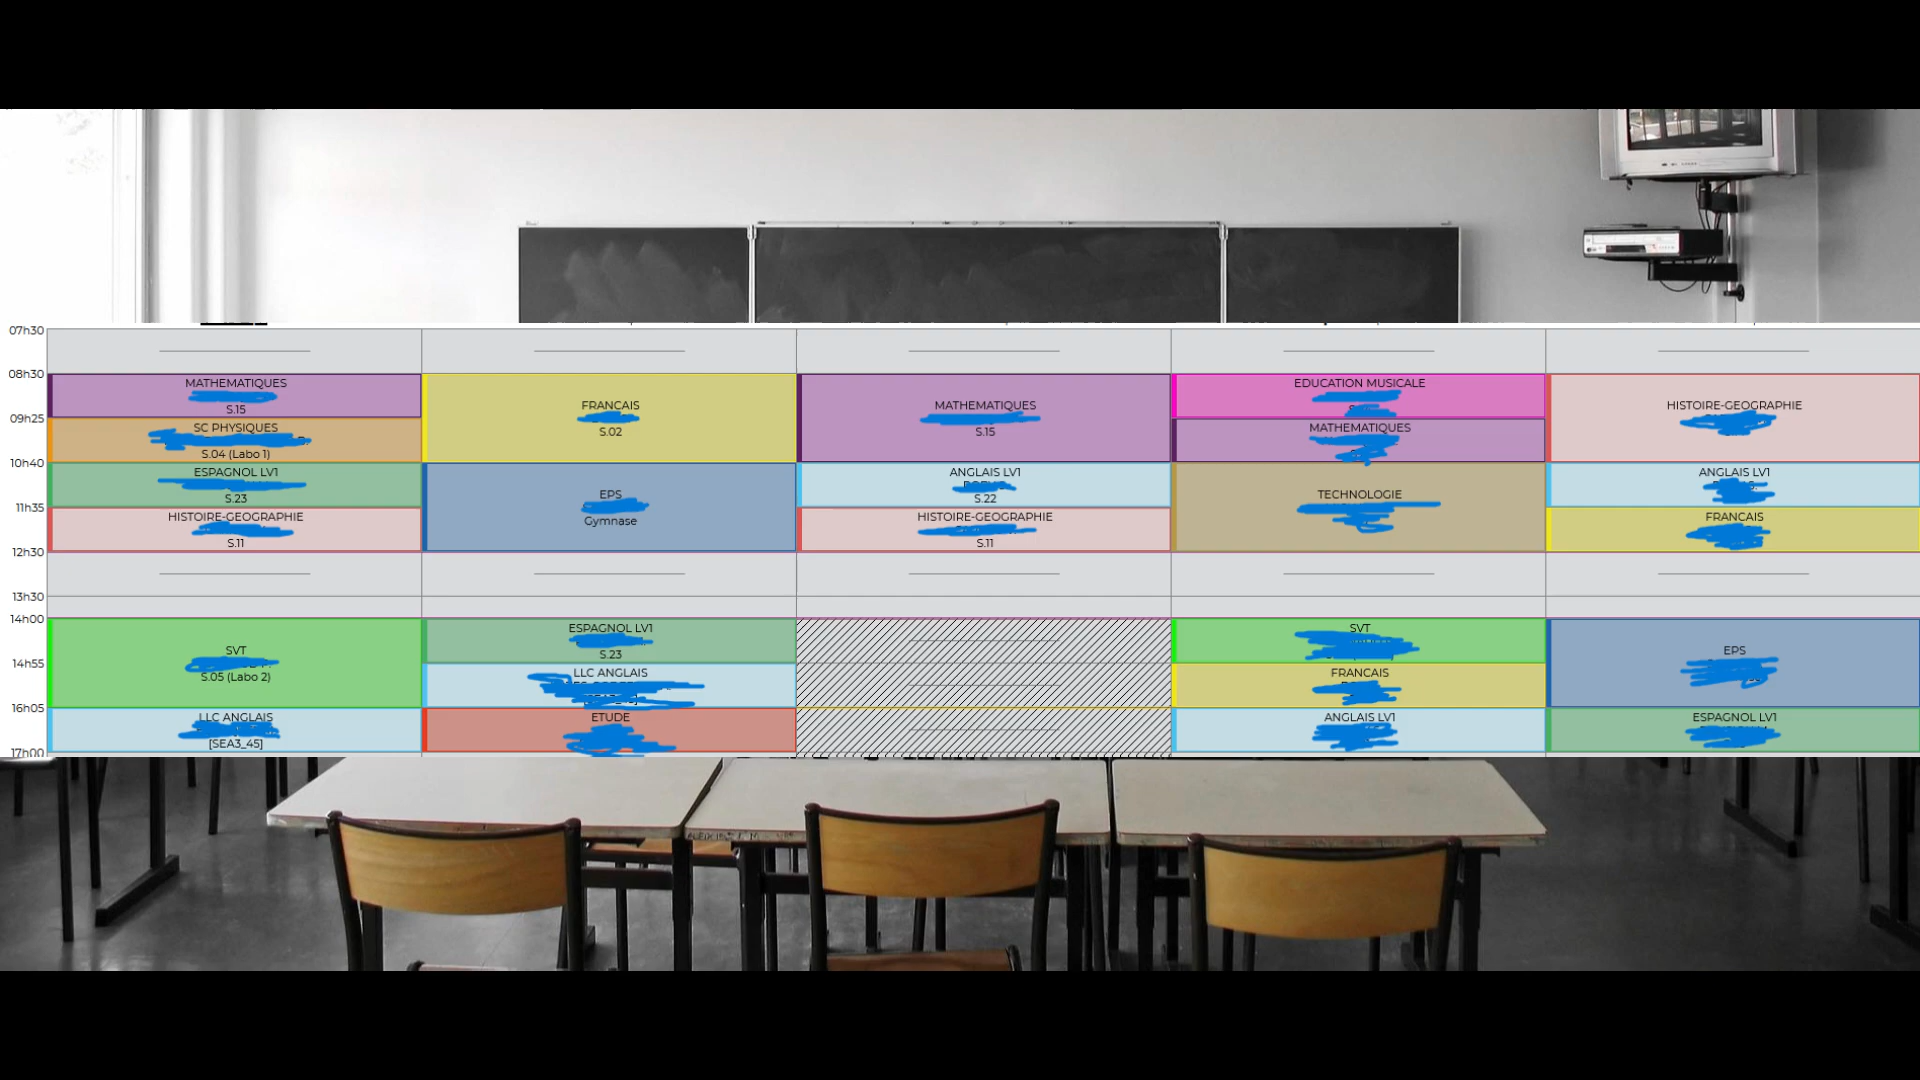 07h30
08h30
09h25
10h40
11h35
12h30
13h30
14h00
14h55
16h05
17h00
MATHEMATIQUES
S.15
SC PHYSIQUES
S.04 (Labo 1)
ESPAGNOL LV1
S.23
HISTOIRE-GEOGRAPHIE
S.11
SVT
S.05 (Labo 2)
LLC ANGLAIS
[SEA3_45]
FRANCAIS
S.02
EPS
Gymnase
ESPAGNOL LV1
S.23
LLC ANGLAIS
ETUDE
MATHEMATIQUES
S.15
ANGLAIS LV1
S.22
HISTOIRE-GEOGRAPHIE
S.11
EDUCATION MUSICALE
MATHEMATIQUES
TECHNOLOGIE
SVT
FRANCAIS
ANGLAIS LV1
HISTOIRE-GEOGRAPHIE
ANGLAIS LV1
FRANCAIS
EPS
ESPAGNOL LV1